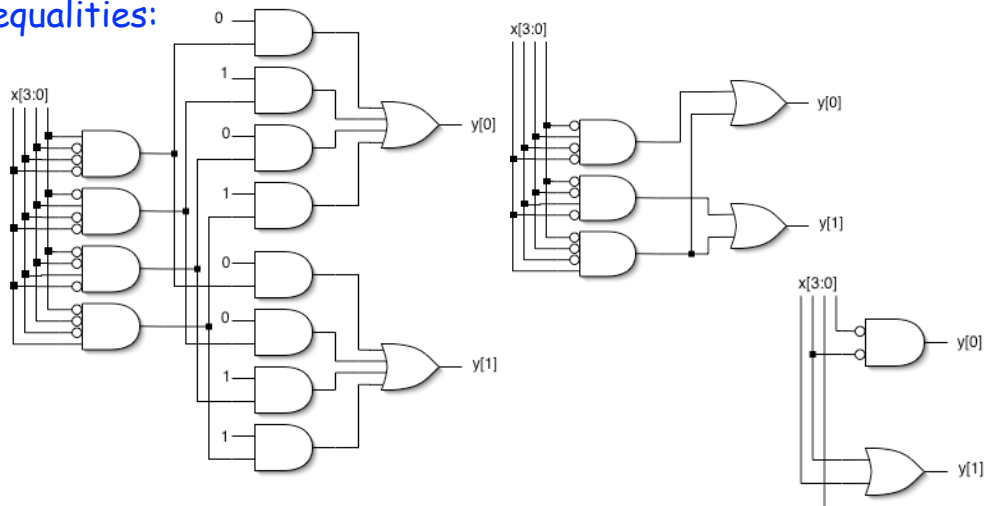 equalities:
0
1
0
1
0
0
1
1
x[3:0]
y[0]
y[1]
x[3:0]
y[0]
y[1]
x[3:0]
y[0]
y[1]